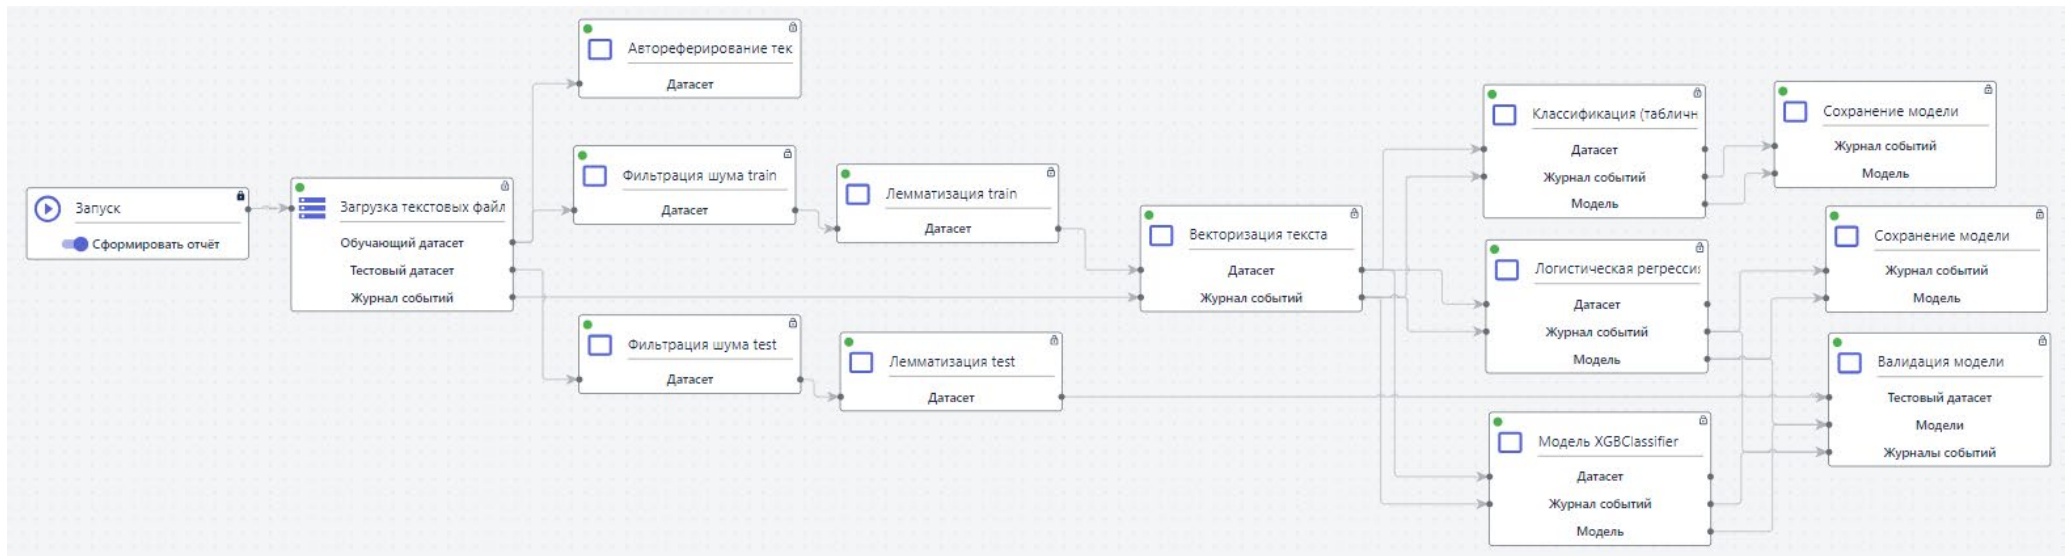 Запуск
Сформировать отчёт
Загрузка текстовых файл
Обучающий датасет
Тестовый датасет
Журнал событий
Автореферирование тек
Датасет
Фильтрация шума train
Датасет
Фильтрация шума test
Датасет
Лемматизация train
Датасет
Лемматизация test
Датасет
Векторизация текста
Датасет
Журнал событий
Классификация (табличн
Датасет
Журнал событий
Модель
Логистическая регрессия
Датасет
Журнал событий
Модель
Модель XGBClassifier
Датасет
Журнал событий
Модель
Сохранение модели
Журнал событий
Модель
Сохранение модели
Журнал событий
Модель
Валидация модели
Тестовый датасет
Модели
Журналы событий